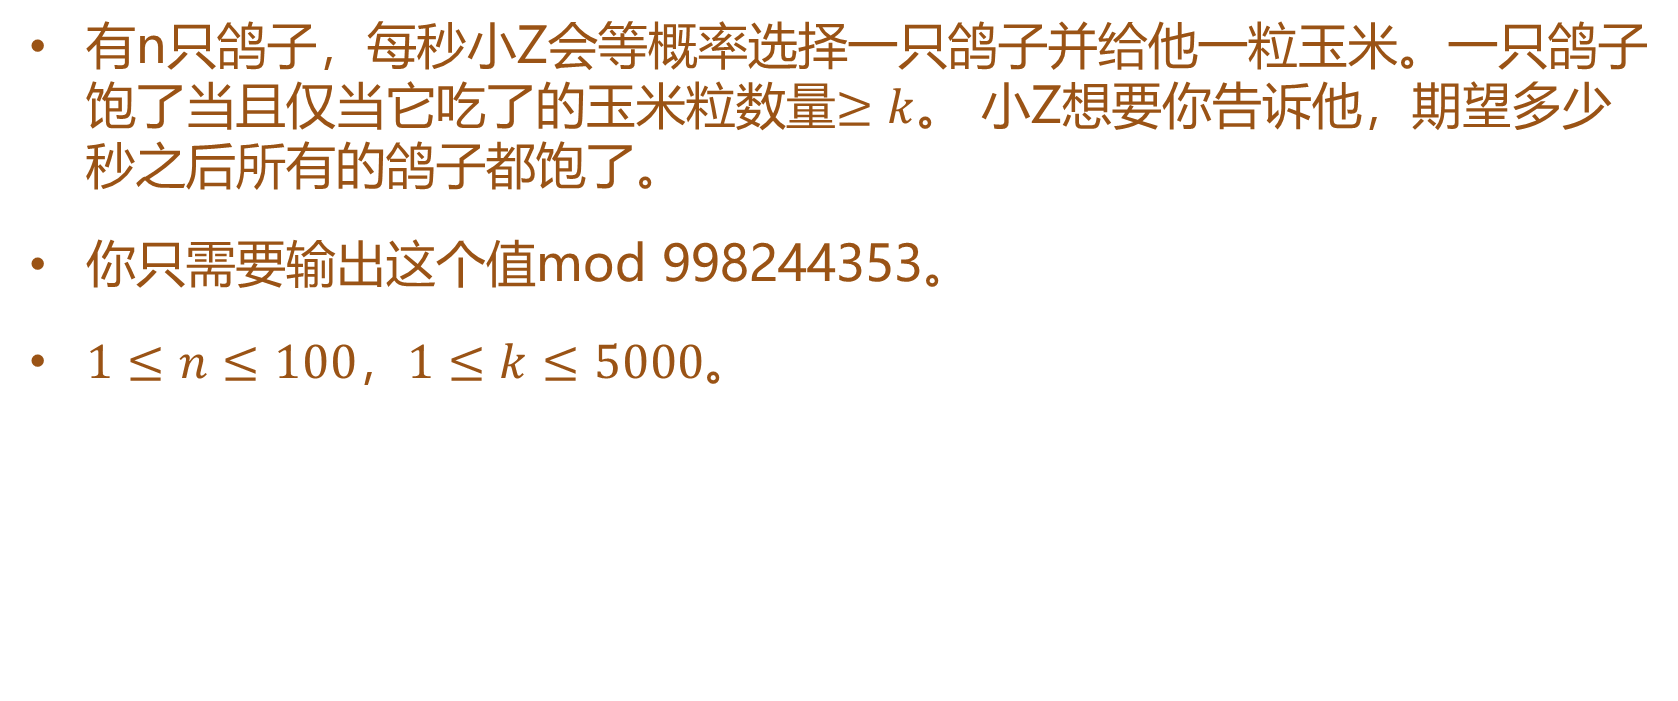 • 有n只鸽子，每秒小Z会等概率选择一只鸽子并给他一粒玉米。一只鸽子
饱了当且仅当它吃了的玉米粒数量≥ k。 小Z想要你告诉他，期望多少
秒之后所有的鸽子都饱了。
• 你只需要输出这个值mod 998244353。
• 1 ≤ n ≤ 100，1 ≤ k ≤ 5000。